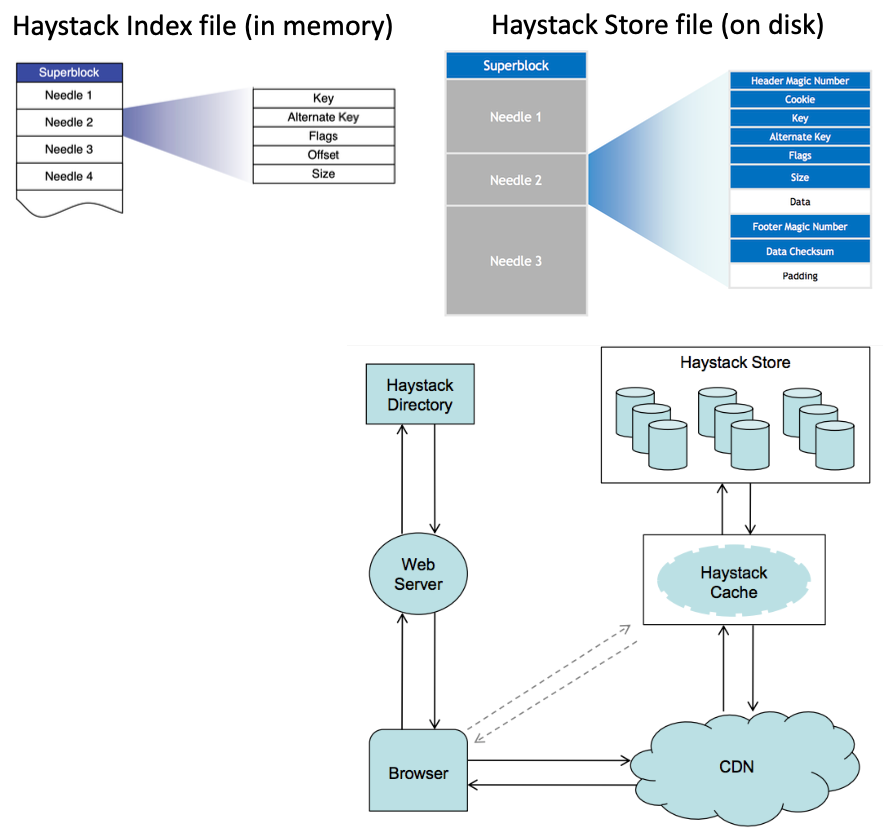 Haystack Index file (in memory)
Superblock
Needle 1
Needle 2
Needle 3
Needle 4
Key
Alternate Key
Flags
Offset
Size
Haystack Store file (on disk)
Superblock
Needle 1
Needle 2
Needle 3
Header Magic Number
Cookie
Key
Alternate Key
Flags
Size
Data
Footer Magic Number
Data Checksum
Padding
Haystack
Directory
Web
Server
Browser
Haystack Store
Haystack
Cache
CDN